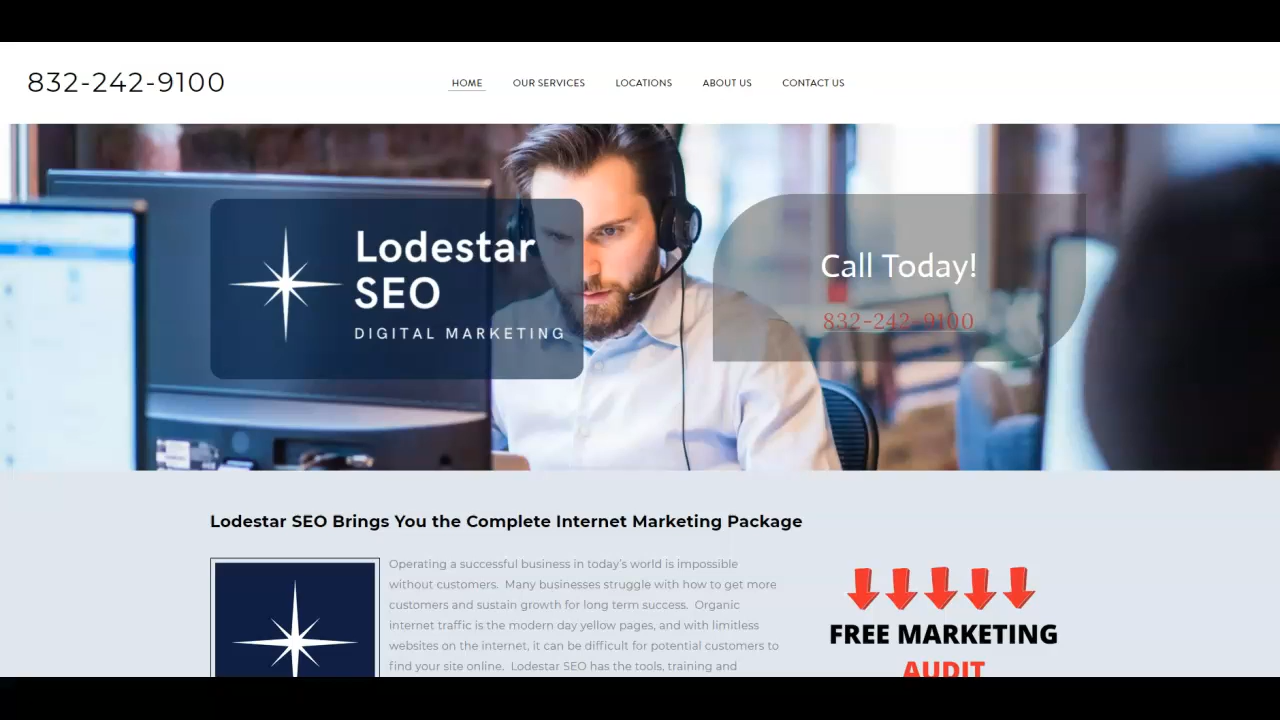 832-242-9100
HOME OUR SERVICES LOCATIONS ABOUT US CONTACT US
Lodestar
SEO
DIGITAL MARKETING
Call Today!
832-242-9100
Lodestar SEO Brings You the Complete Internet Marketing Package
Operating a successful business in today's world is impossible
without customers. Many businesses struggle with how to get more
customers and sustain growth for long term success. Organic
internet traffic is the modern day yellow pages, and with limitless
websites on the internet, it can be difficult for potential customers to
find your site online. Lodestar SEO has the tools, training and
FREE MARKETING
AUDIT